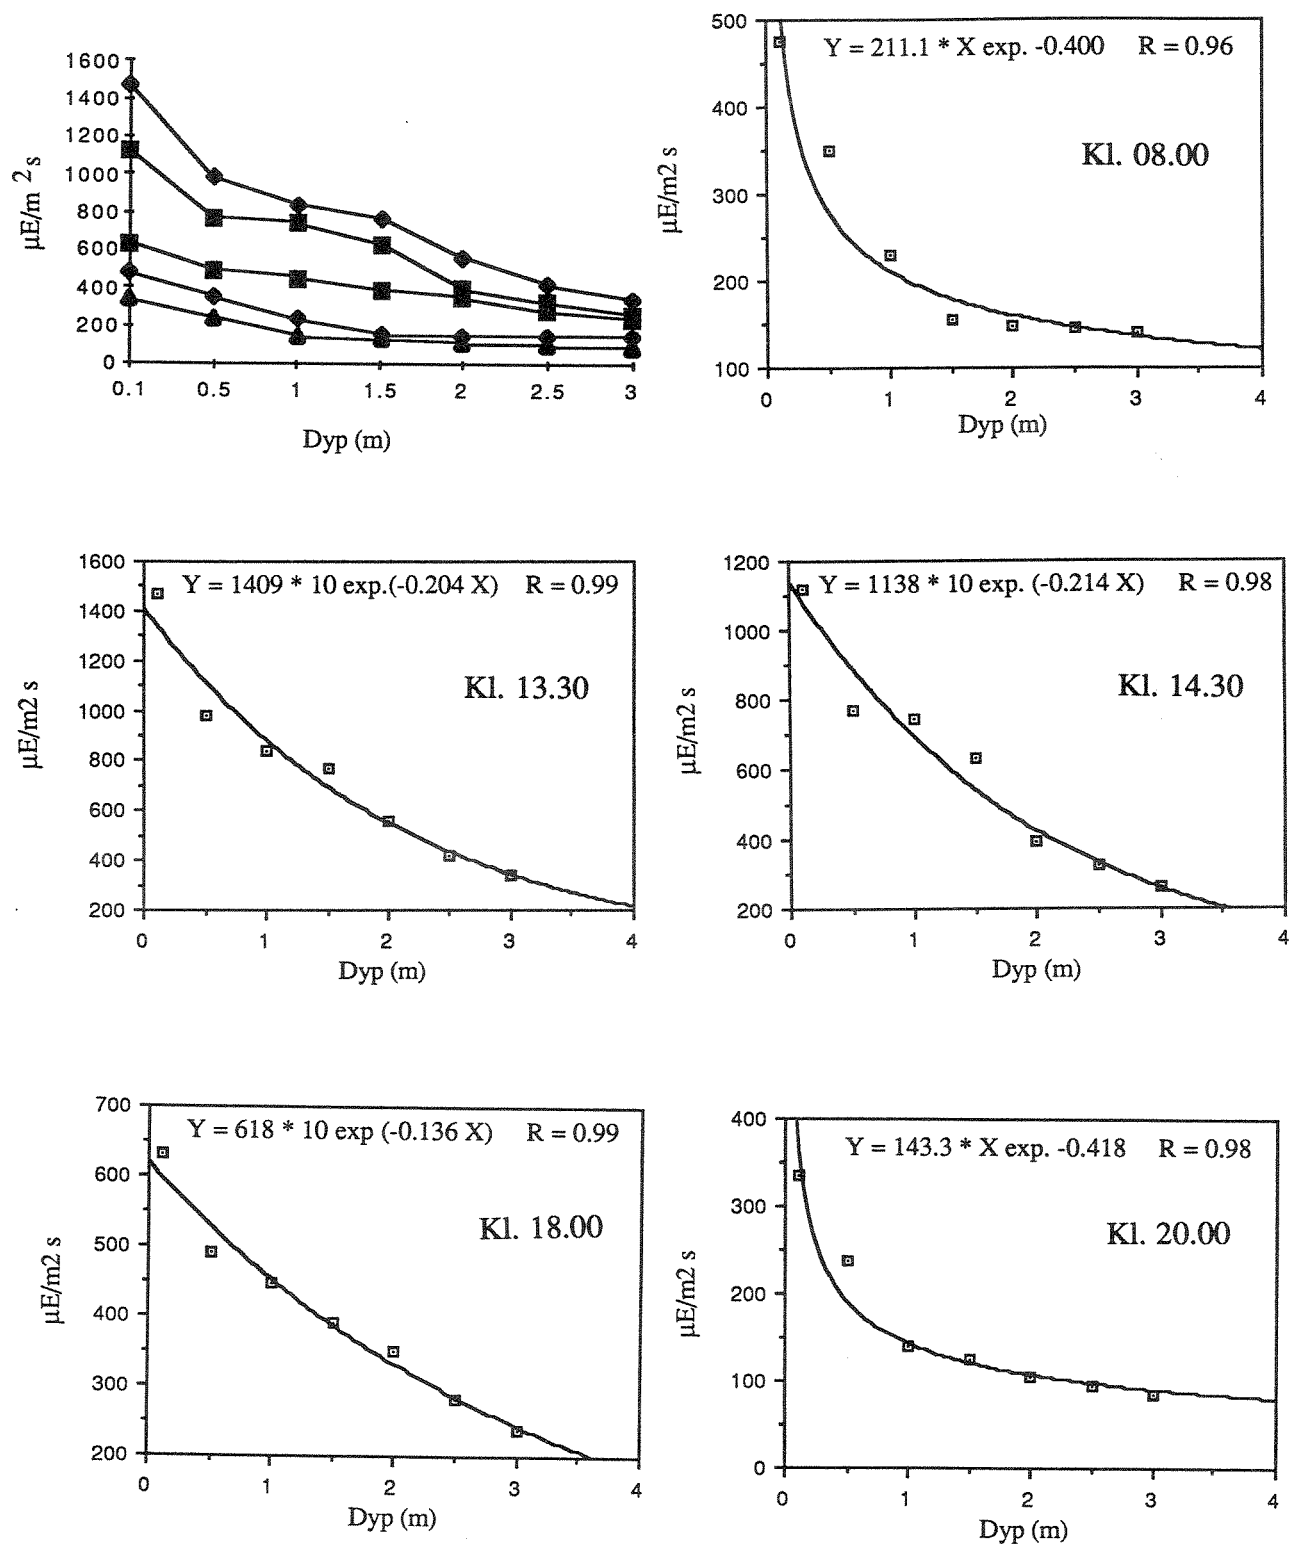 1600
1400
1200
1000
800
600
400
200
0
µE/m 2 s
0.1 0.5 1 1.5 2 2.5 3
Dyp (m)
500
400
300
200
100
µE/m2 s
Y = 211.1 * X exp. -0.400 R = 0.96
Kl. 08.00
0 1 2 3 4
Dyp (m)
1600
1400
1200
1000
800
600
400
200
µE/m2 s
Y = 1409 * 10 exp.(-0.204 X) R = 0.99
Kl. 13.30
0 1 2 3 4
Dyp (m)
1200
1000
800
600
400
200
µE/m2 s
Y = 1138 * 10 exp. (-0.214 X) R = 0.98
Kl. 14.30
0 1 2 3 4
Dyp (m)
700
600
500
400
300
200
µE/m2 s
Y = 618 * 10 exp (-0.136 X) R = 0.99
Kl. 18.00
0 1 2 3 4
Dyp (m)
400
300
200
100
0
µE/m2 s
Y = 143.3 * X exp. -0.418 R = 0.98
Kl. 20.00
0 1 2 3 4
Dyp (m)